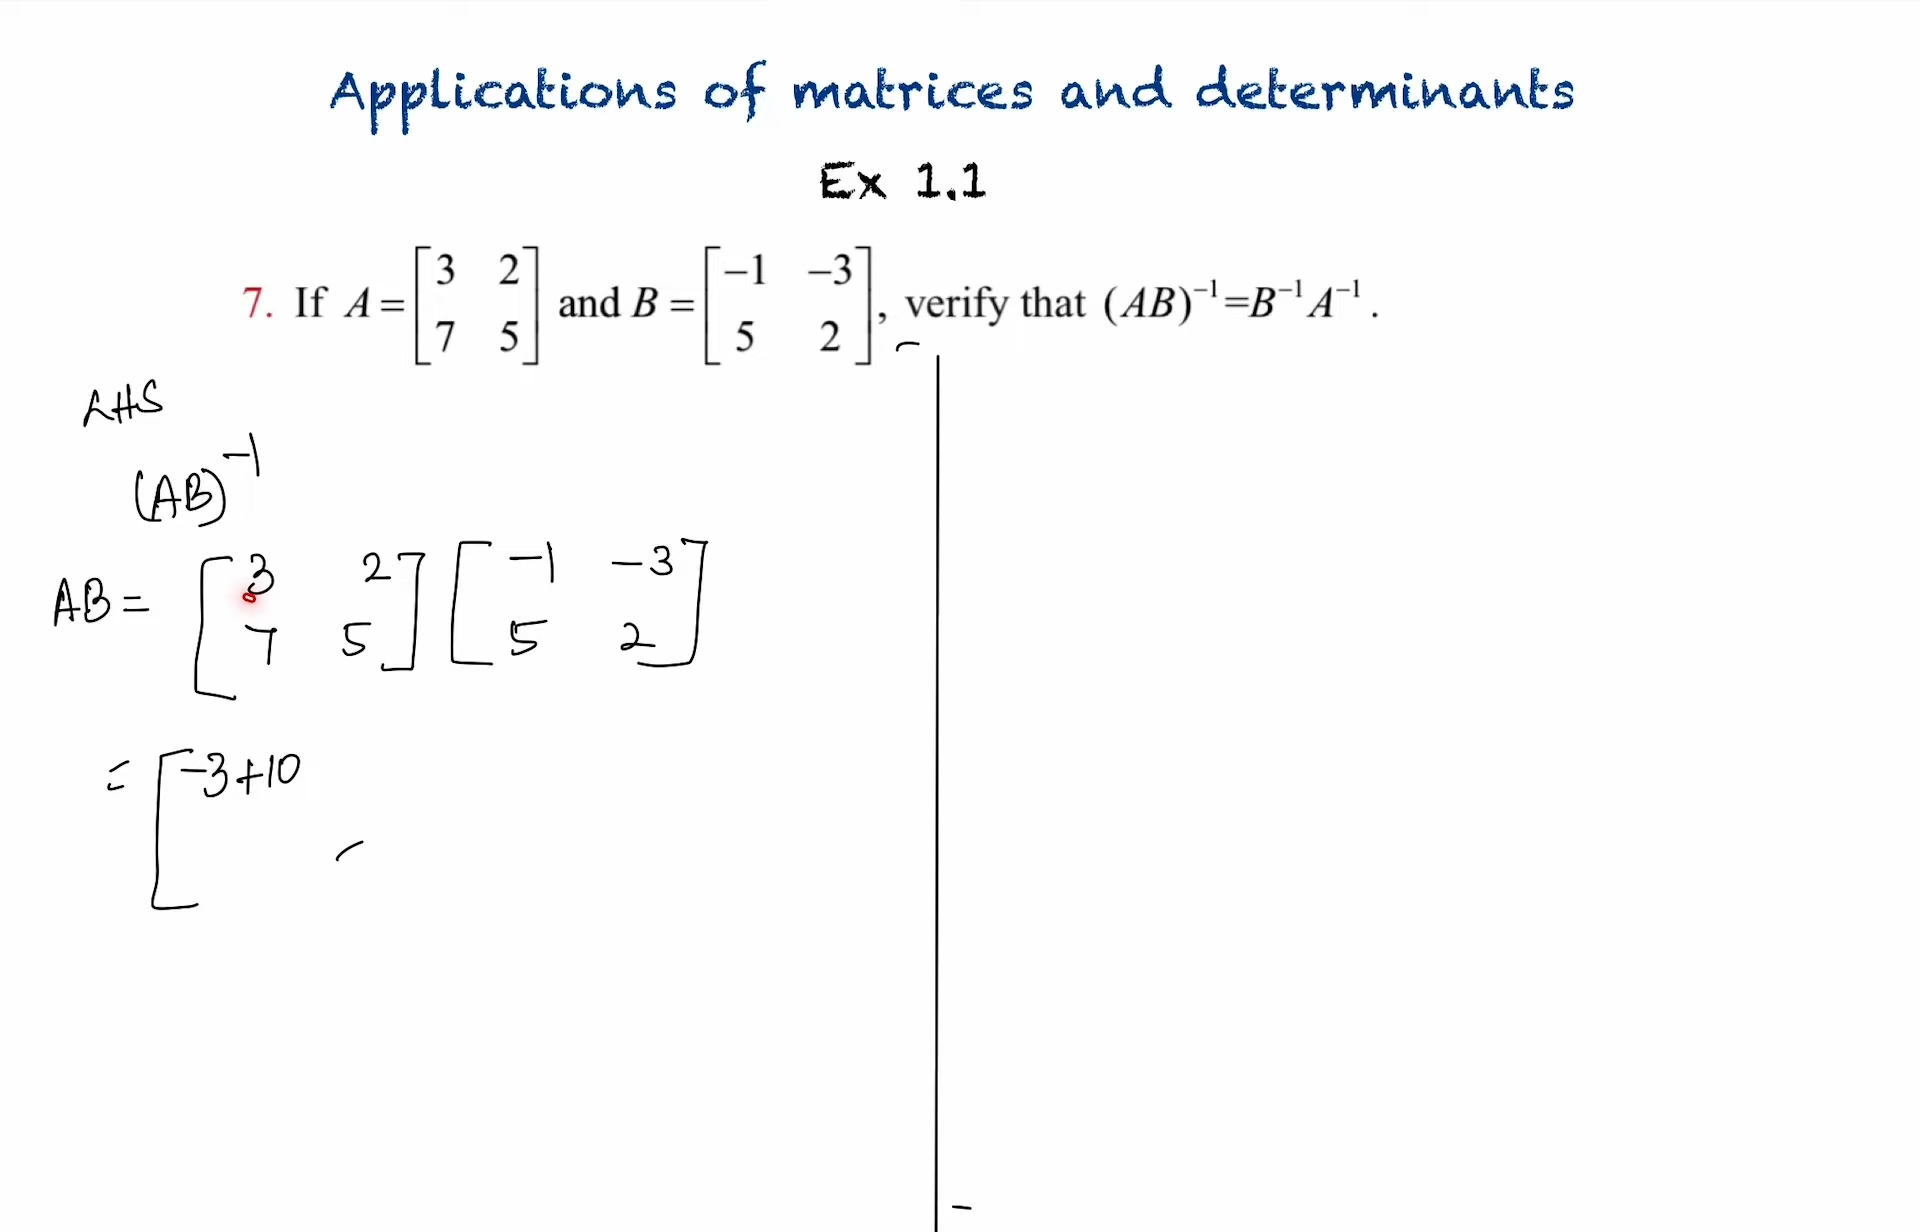 Applications of matrices and determinants
Ex 1.1
7. If A = [3 2; 7 5] and B = [−1 −3; 5 2], verify that (AB)⁻¹=B⁻¹A⁻¹.
LHS
(AB)⁻¹
AB = [3 2; 7 5] [−1 −3; 5 2]
= [−3+10